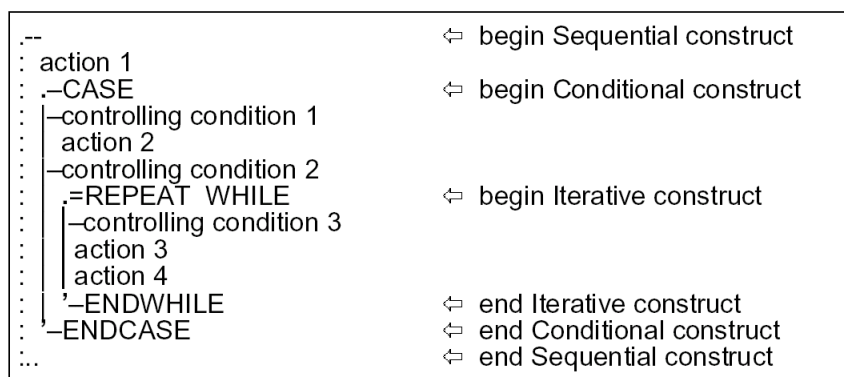 .-- ⇦ begin Sequential construct
: action 1
: .–CASE ⇦ begin Conditional construct
: |–controlling condition 1
: | action 2
: |–controlling condition 2
: | .=REPEAT WHILE ⇦ begin Iterative construct
: | |–controlling condition 3
: | | action 3
: | | action 4
: | ’–ENDWHILE ⇦ end Iterative construct
: ’–ENDCASE ⇦ end Conditional construct
:.. ⇦ end Sequential construct